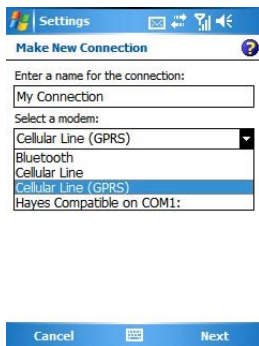 Settings
Make New Connection
Enter a name for the connection:
My Connection
Select a modem:
Cellular Line (GPRS)
Bluetooth
Cellular Line
Cellular Line (GPRS)
Hayes Compatible on COM1:
Cancel
Next